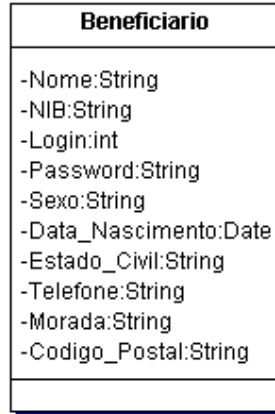 Beneficiario
-Nome:String
-NIB:String
-Login:int
-Password:String
-Sexo:String
-Data_Nascimento:Date
-Estado_Civil:String
-Telefone:String
-Morada:String
-Codigo_Postal:String